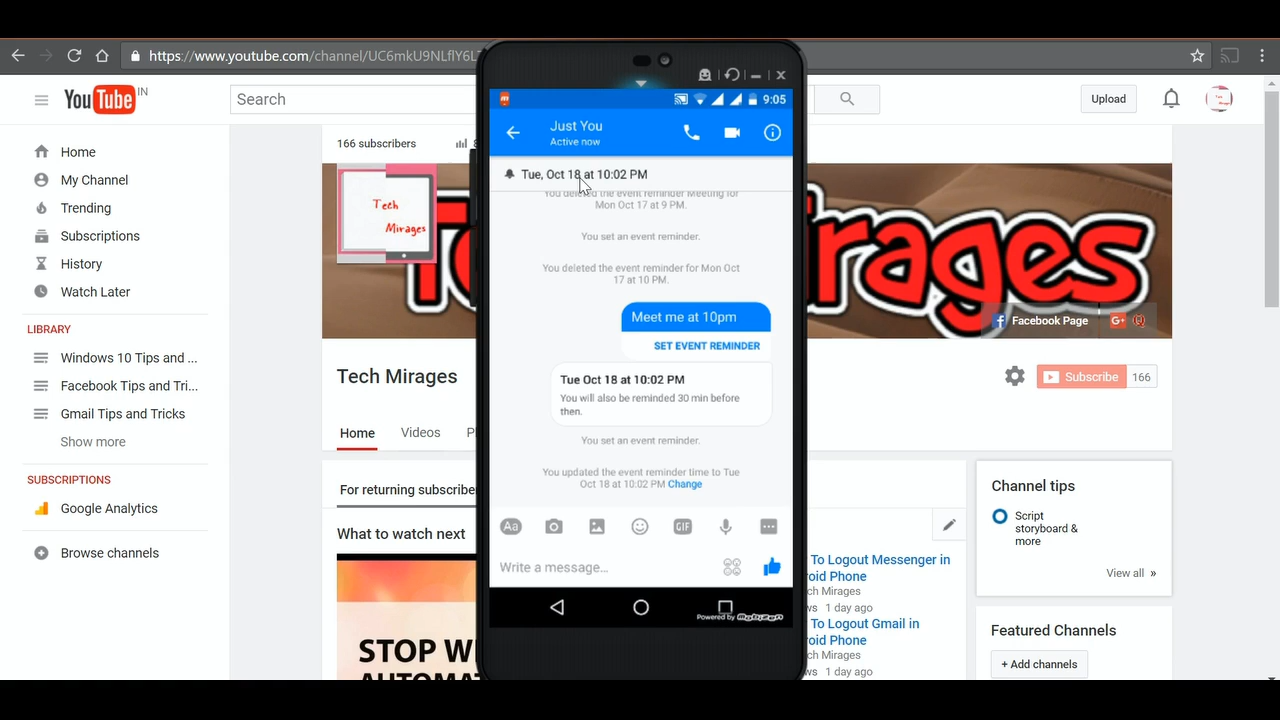 https://www.youtube.com/channel/
YouTube IN
Search
Upload
Home
My Channel
Trending
Subscriptions
History
Watch Later
LIBRARY
Windows 10 Tips and ...
Facebook Tips and Tri...
Gmail Tips and Tricks
Show more
SUBSCRIPTIONS
Google Analytics
Browse channels
166 subscribers
Tech
Mirages
rages
Facebook Page
G+
Tech Mirages
Subscribe 166
Home
Videos
For returning subscribe
What to watch next
STOP W
9:05
Just You
Active now
Tue, Oct 18 at 10:02 PM
You deleted the event reminder Meeting for
Mon Oct 17 at 9 PM.
You set an event reminder.
You deleted the event reminder for Mon Oct
17 at 10 PM.
Meet me at 10pm
SET EVENT REMINDER
Tue Oct 18 at 10:02 PM
You will also be reminded 30 min before
then.
You set an event reminder.
You updated the event reminder time to Tue
Oct 18 at 10:02 PM Change
Aa
GIF
Write a message...
Powered by mobizen
To Logout Messenger in
oid Phone
ch Mirages
ws 1 day ago
To Logout Gmail in
oid Phone
ch Mirages
ws 1 day ago
Channel tips
Script
storyboard &
more
View all »
Featured Channels
+ Add channels